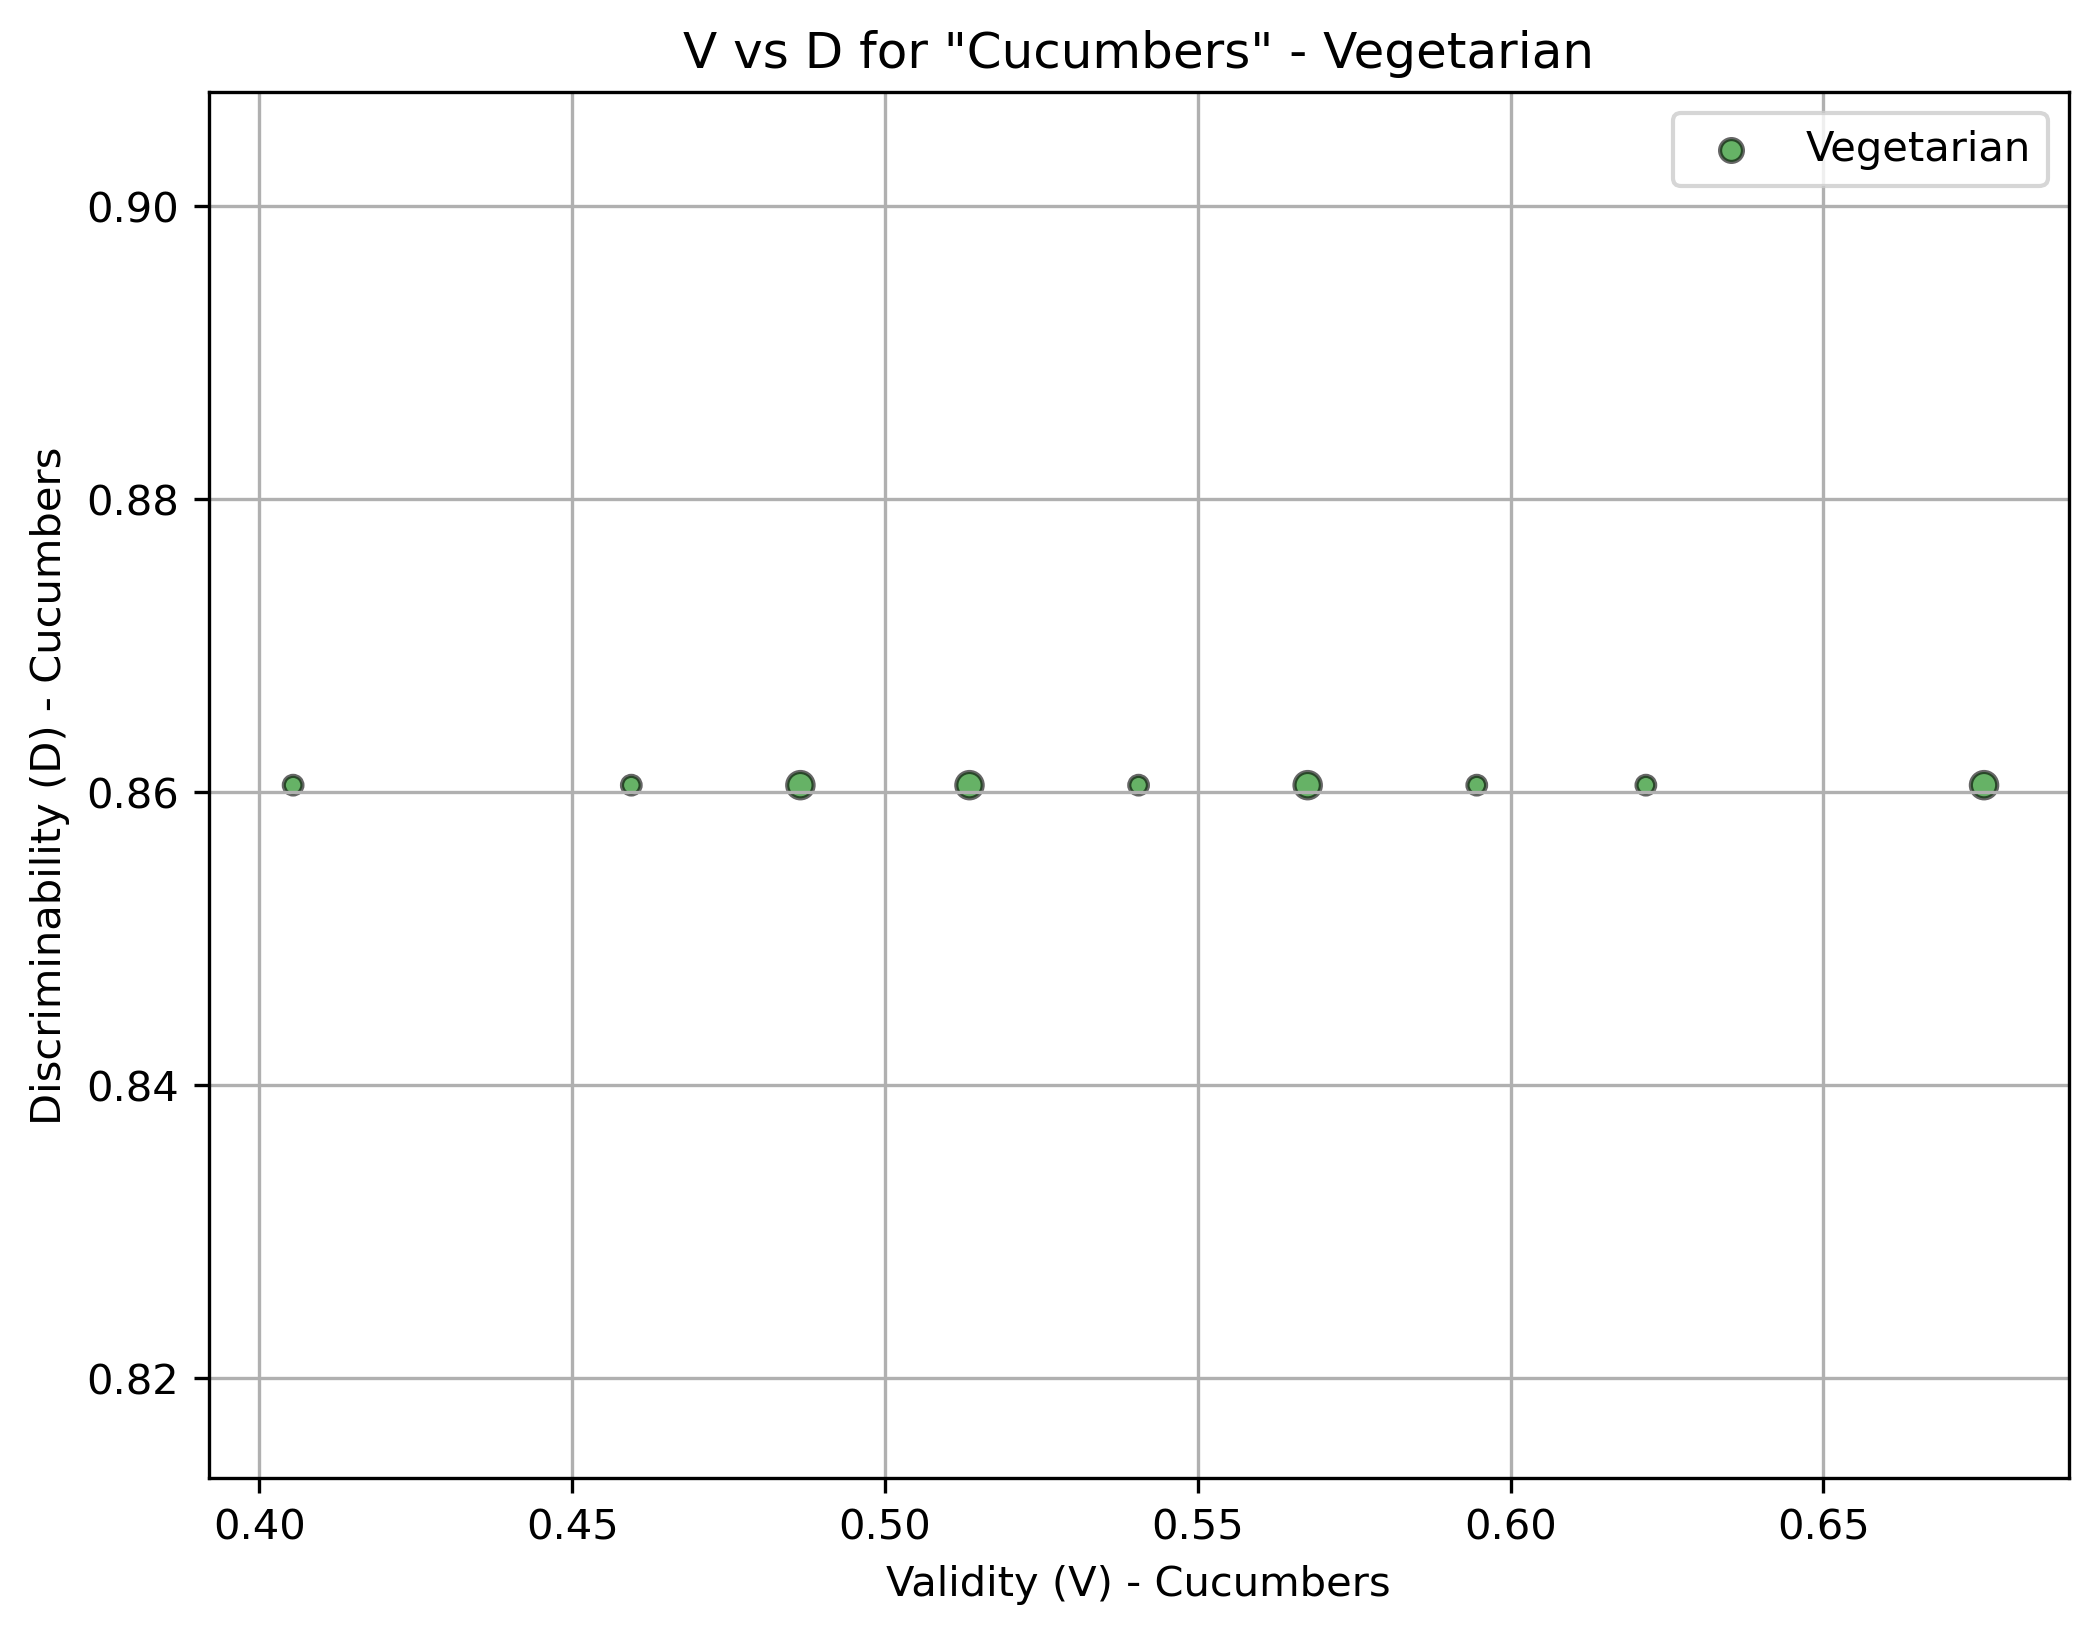 V vs D for "Cucumbers" - Vegetarian
Vegetarian
0.90
0.88
0.86
0.84
0.82
Discriminability (D) - Cucumbers
0.40 0.45 0.50 0.55 0.60 0.65
Validity (V) - Cucumbers